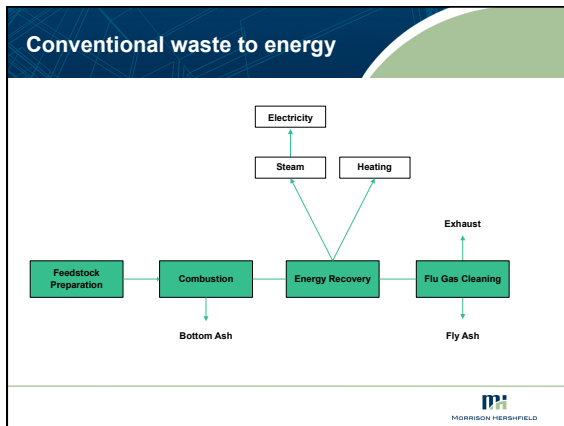 Conventional waste to energy
Electricity
Steam
Heating
Exhaust
Feedstock
Preparation
Combustion
Energy Recovery
Flu Gas Cleaning
Bottom Ash
Fly Ash
MORRISON HERSHFIELD